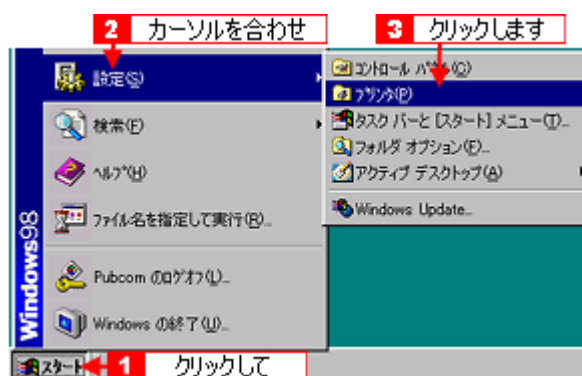 2 カーソルを合わせ
3 クリックします
設定(S)
検索(F)
ヘルプ(H)
ファイル名を指定して実行(R)...
Pubcom のログオフ(L)...
Windows の終了(U)...
Windows98
コントロール パネル(C)
プリンタ(P)
タスク バーと [スタート] メニュー(T)...
フォルダ オプション(F)...
アクティブ デスクトップ(A)
Windows Update...
スタート
1 クリックして